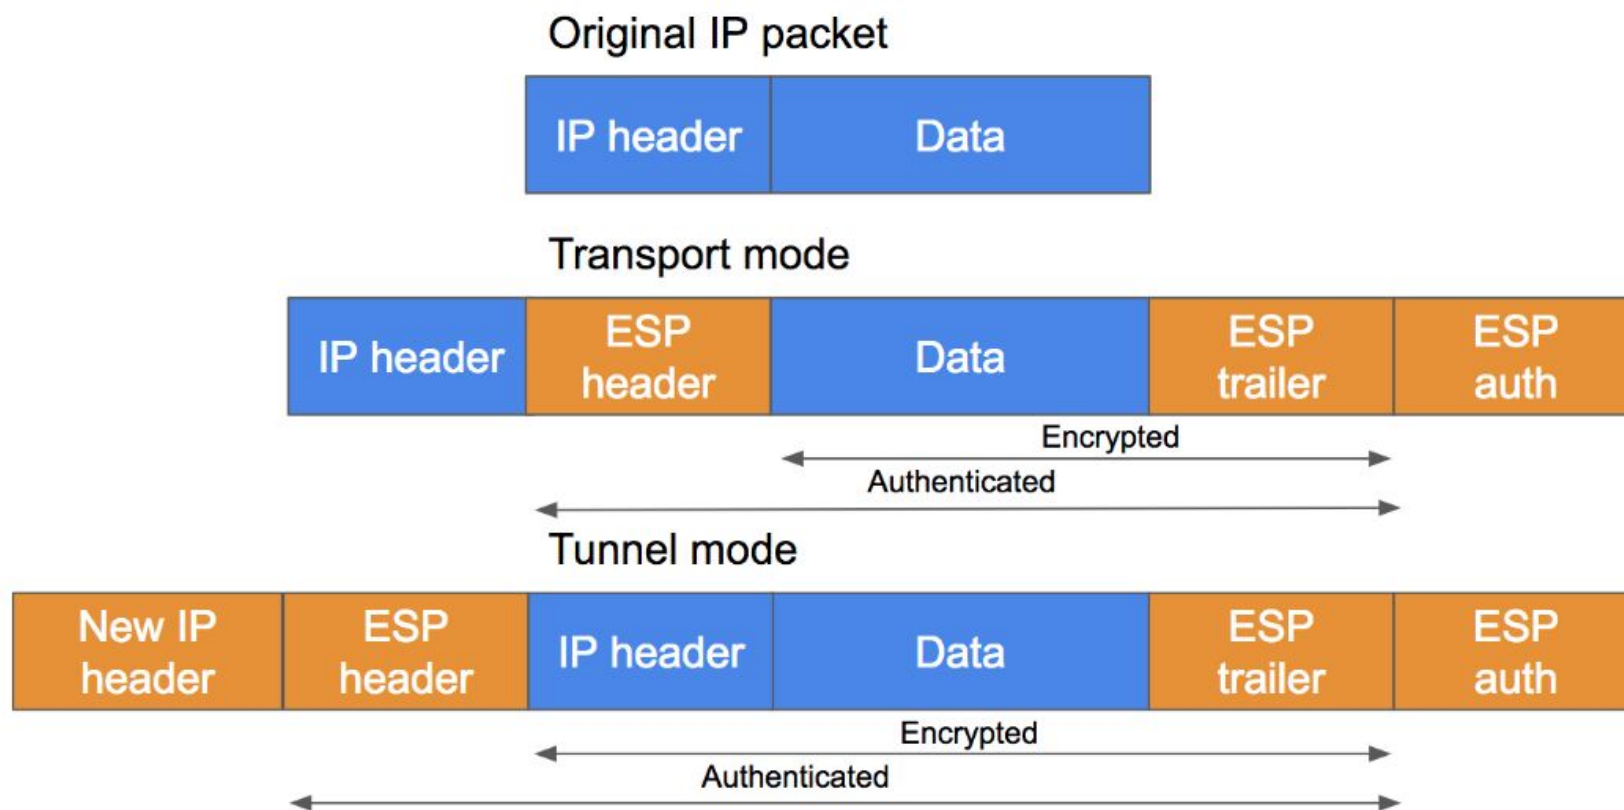 Original IP packet
IP header
Data
Transport mode
IP header
ESP
header
Data
ESP
trailer
ESP
auth
Encrypted
Authenticated
Tunnel mode
New IP
header
ESP
header
IP header
Data
ESP
trailer
ESP
auth
Encrypted
Authenticated